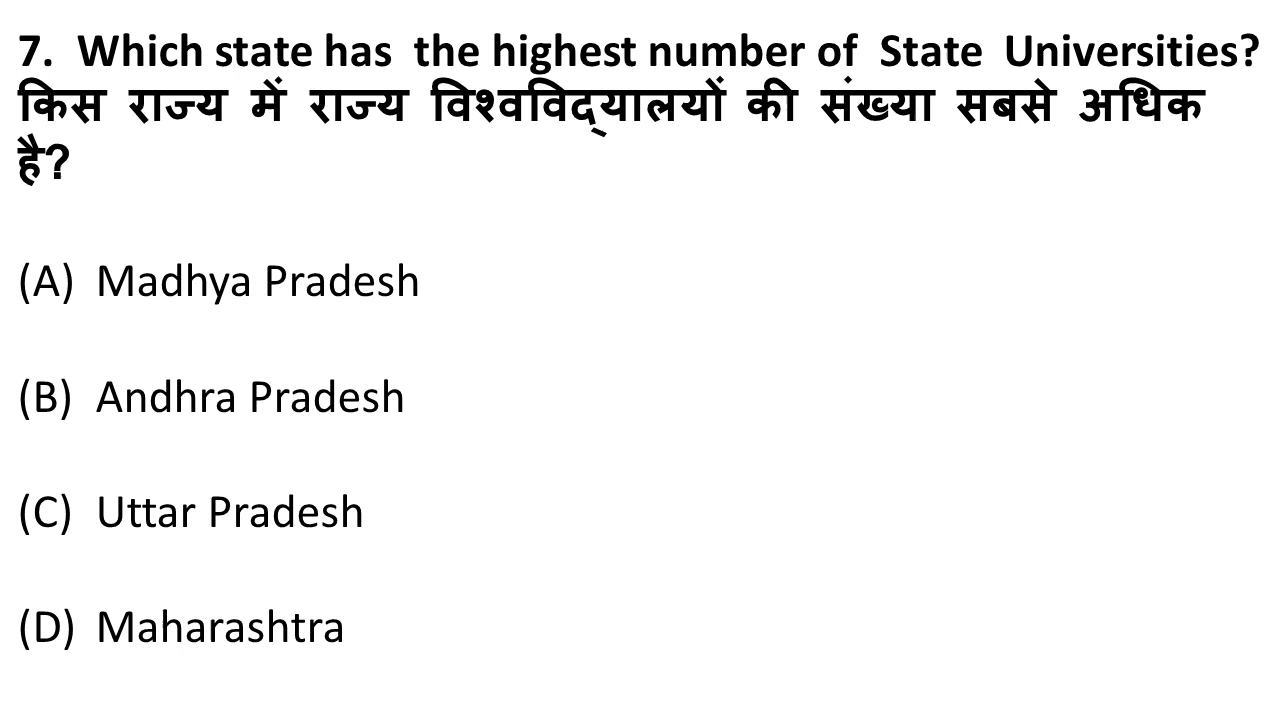 7. Which state has the highest number of State Universities?
किस राज्य में राज्य विश्वविद्यालयों की संख्या सबसे अधिक
है?
(A) Madhya Pradesh
(B) Andhra Pradesh
(C) Uttar Pradesh
(D) Maharashtra